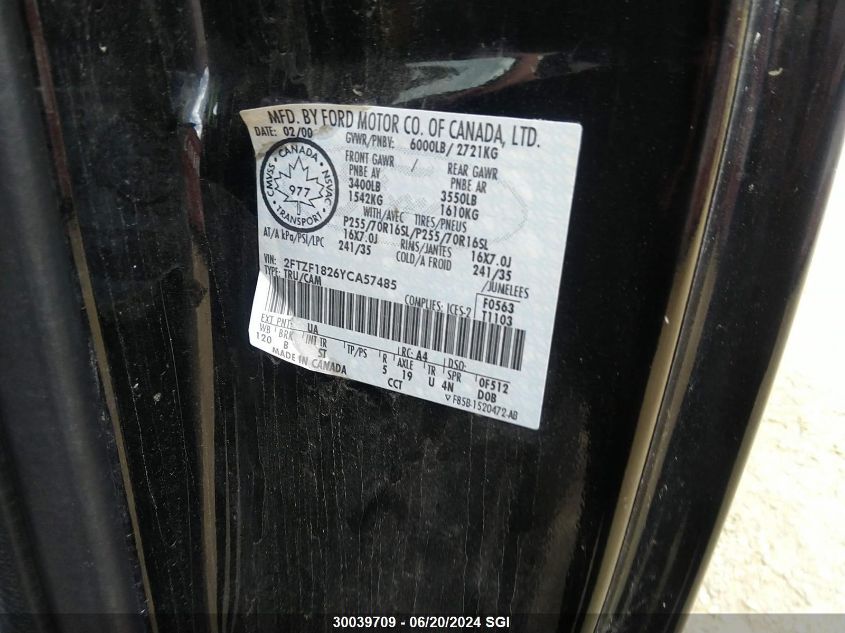 MFD. BY FORD MOTOR CO. OF CANADA, LTD.
DATE: 02/00 GVWR/PNBV: 6000LB/ 2721KG
FRONT GAWR / REAR GAWR
PNBE AV PNBE AR
3400LB 3550LB
1542KG 1610KG
WITH/AVEC TIRES/PNEUS
P255/70R16SL/P255/70R16SL
16X7.0J RIMS/JANTES 16X7.0J
AT/A kPa/PSI/LPC 241/35 COLD/A FROID 241/35
CMVSS · CANADA · NSVAC · TRANSPORT ·
977
VIN: 2FTZF1826YCA57485 /JUMELEES
TYPE: TRU/CAM COMPLIES: ICES-2 F0563
T1103
EXT PNT: UA RC: A4 DSO:
WB BRK INT TR TP/PS R AXLE TR SPR 0F512
120 B ST 5 19 U 4N DOB
MADE IN CANADA CCT ▽ F85B-1520472-AB
30039709 - 06/20/2024 SGI